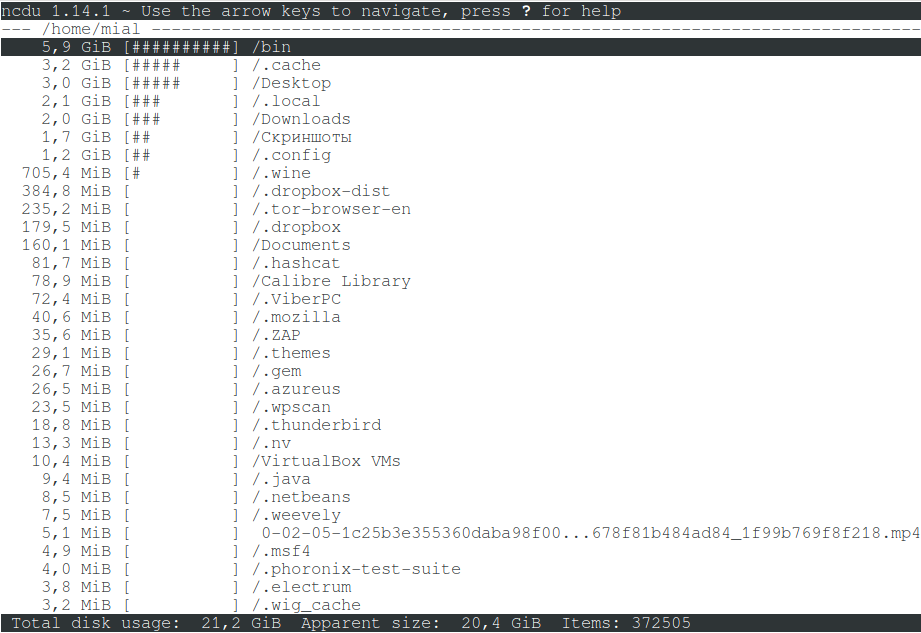 ncdu 1.14.1 ~ Use the arrow keys to navigate, press ? for help
--- /home/mial -----------------------------------------------------------------------------
5,9 GiB [##########] /bin
3,2 GiB [#####     ] /.cache
3,0 GiB [#####     ] /Desktop
2,1 GiB [###       ] /.local
2,0 GiB [###       ] /Downloads
1,7 GiB [##        ] /Скриншоты
1,2 GiB [##        ] /.config
705,4 MiB [#         ] /.wine
384,8 MiB [          ] /.dropbox-dist
235,2 MiB [          ] /.tor-browser-en
179,5 MiB [          ] /.dropbox
160,1 MiB [          ] /Documents
81,7 MiB [          ] /.hashcat
78,9 MiB [          ] /Calibre Library
72,4 MiB [          ] /.ViberPC
40,6 MiB [          ] /.mozilla
35,6 MiB [          ] /.ZAP
29,1 MiB [          ] /.themes
26,7 MiB [          ] /.gem
26,5 MiB [          ] /.azureus
23,5 MiB [          ] /.wpscan
18,8 MiB [          ] /.thunderbird
13,3 MiB [          ] /.nv
10,4 MiB [          ] /VirtualBox VMs
9,4 MiB [          ] /.java
8,5 MiB [          ] /.netbeans
7,5 MiB [          ] /.weevely
5,1 MiB [          ]  0-02-05-1c25b3e355360daba98f00...678f81b484ad84_1f99b769f8f218.mp4
4,9 MiB [          ] /.msf4
4,0 MiB [          ] /.phoronix-test-suite
3,8 MiB [          ] /.electrum
3,2 MiB [          ] /.wig_cache
Total disk usage:  21,2 GiB  Apparent size:  20,4 GiB  Items: 372505